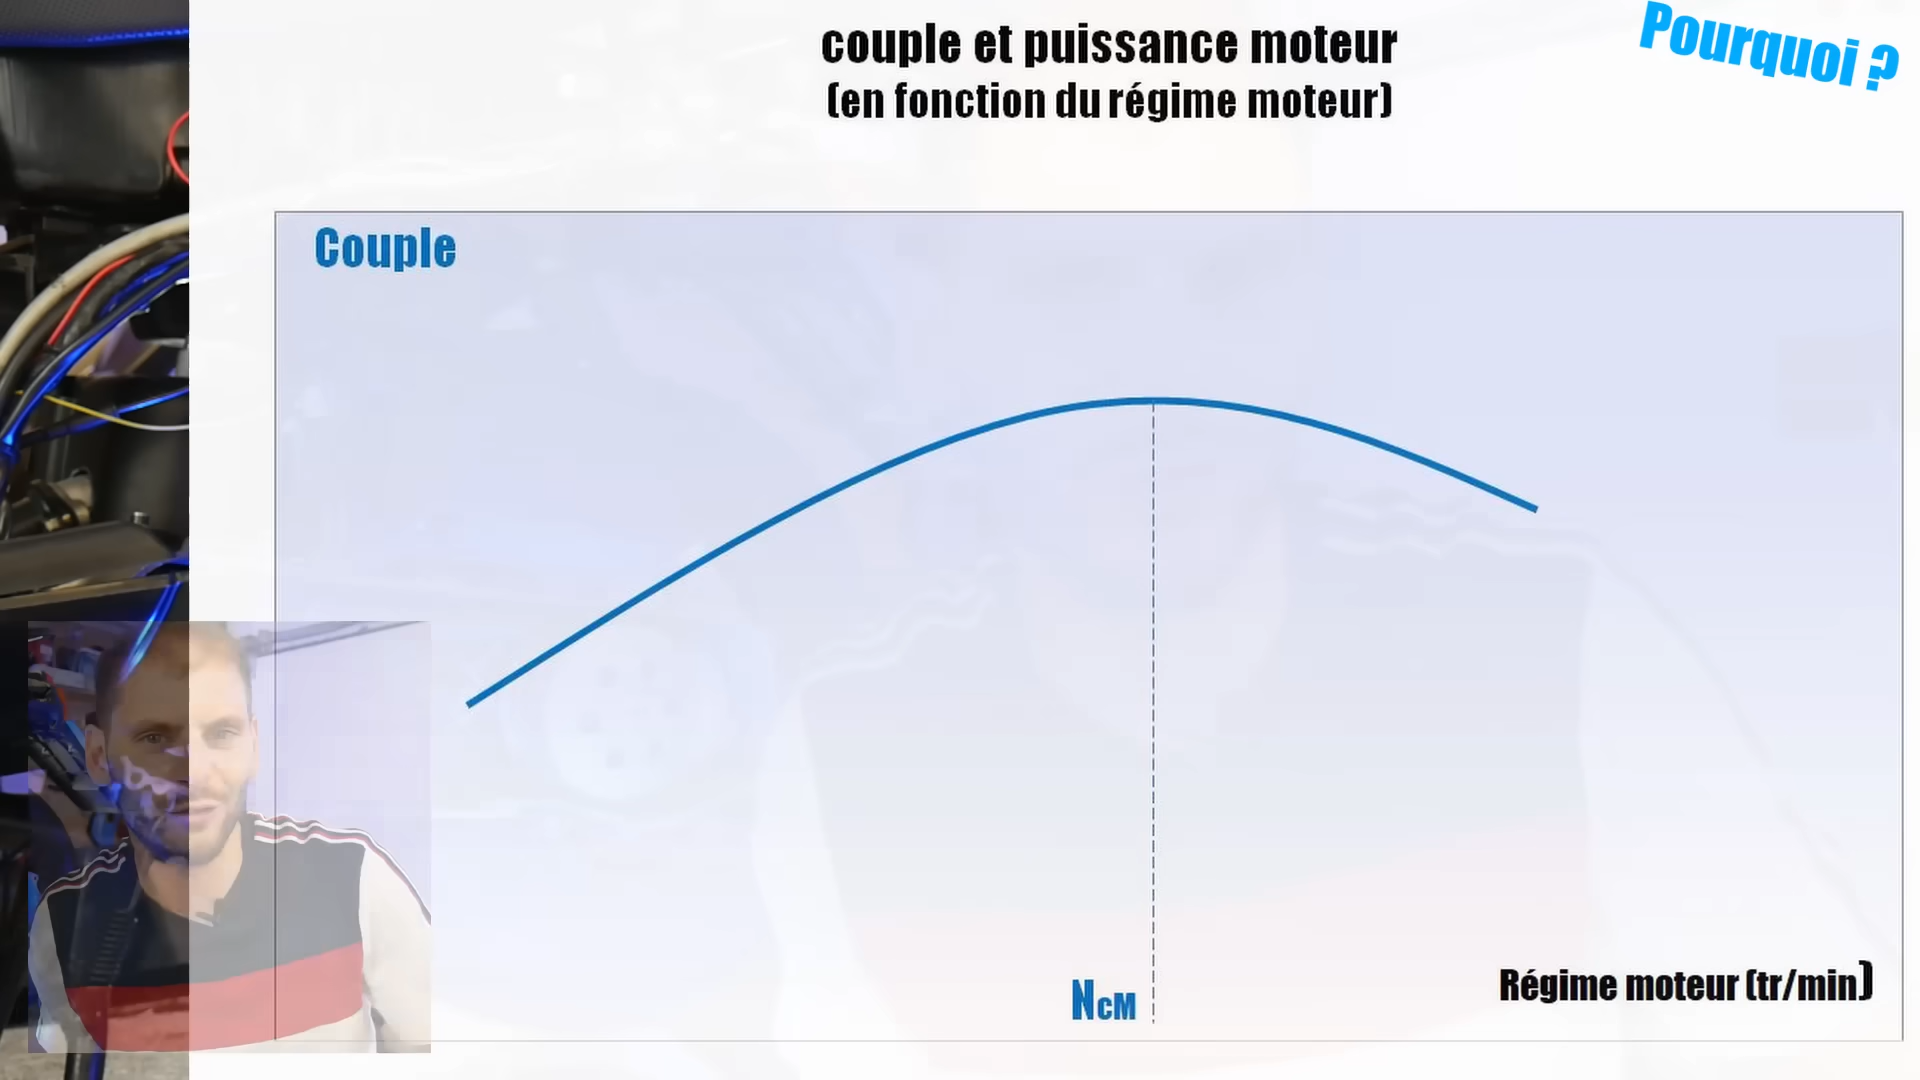 couple et puissance moteur
(en fonction du régime moteur)
Pourquoi ?
Couple
NcM
Régime moteur (tr/min)